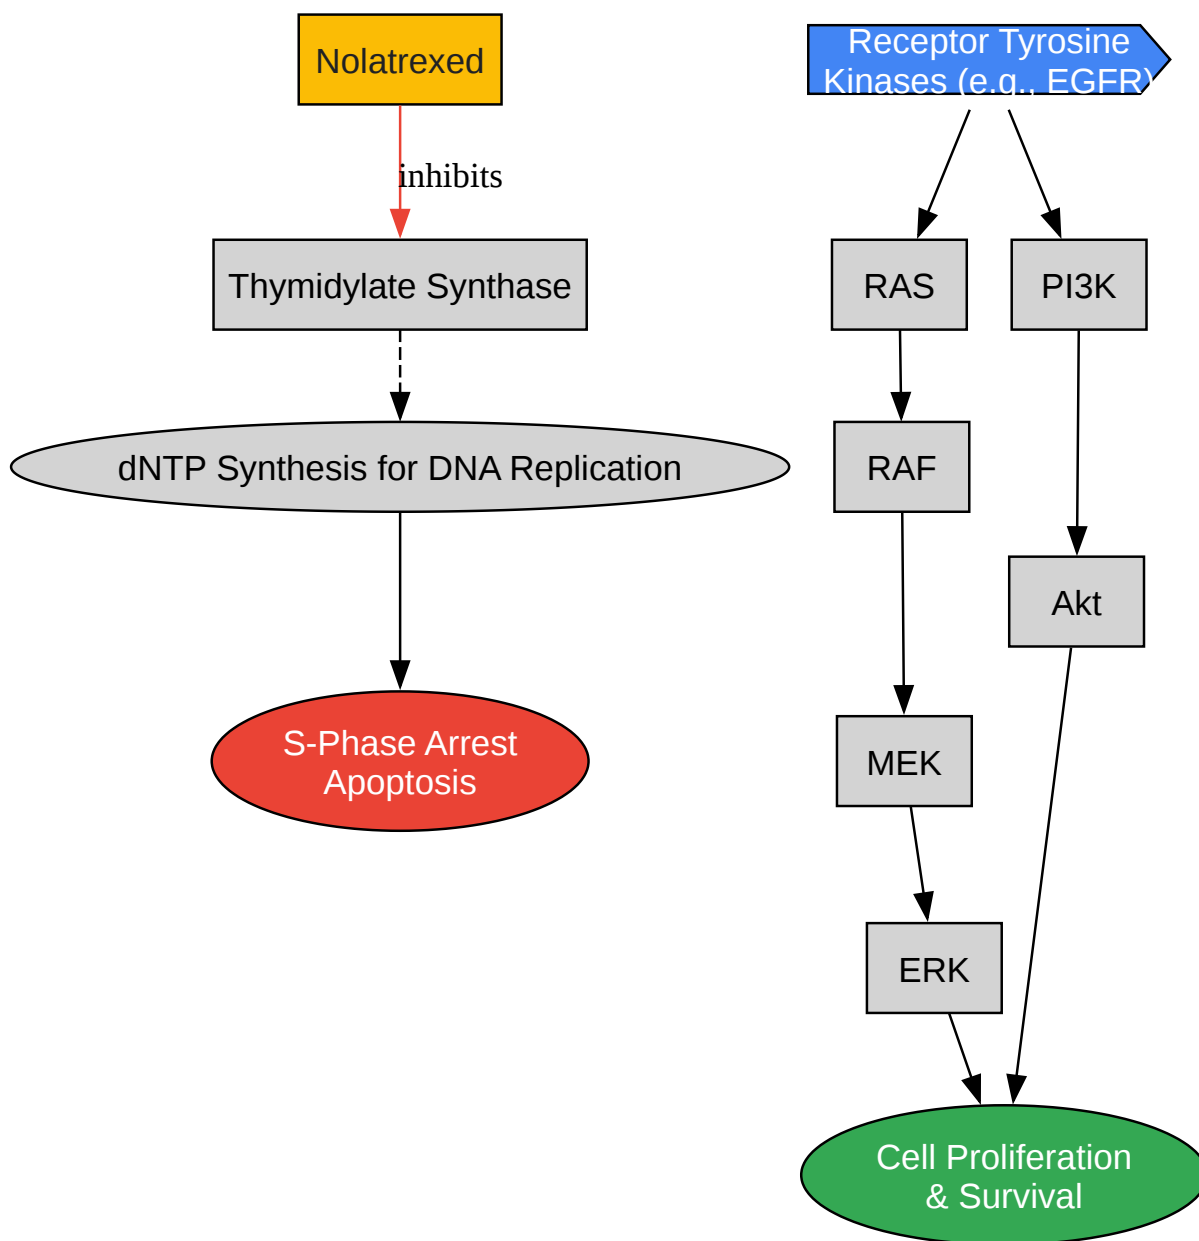 Nolatrexed
Receptor Tyrosine
Kinases (e.g., EGFR)
inhibits
Thymidylate Synthase
RAS
PI3K
dNTP Synthesis for DNA Replication
RAF
Akt
S-Phase Arrest
Apoptosis
MEK
ERK
Cell Proliferation
& Survival